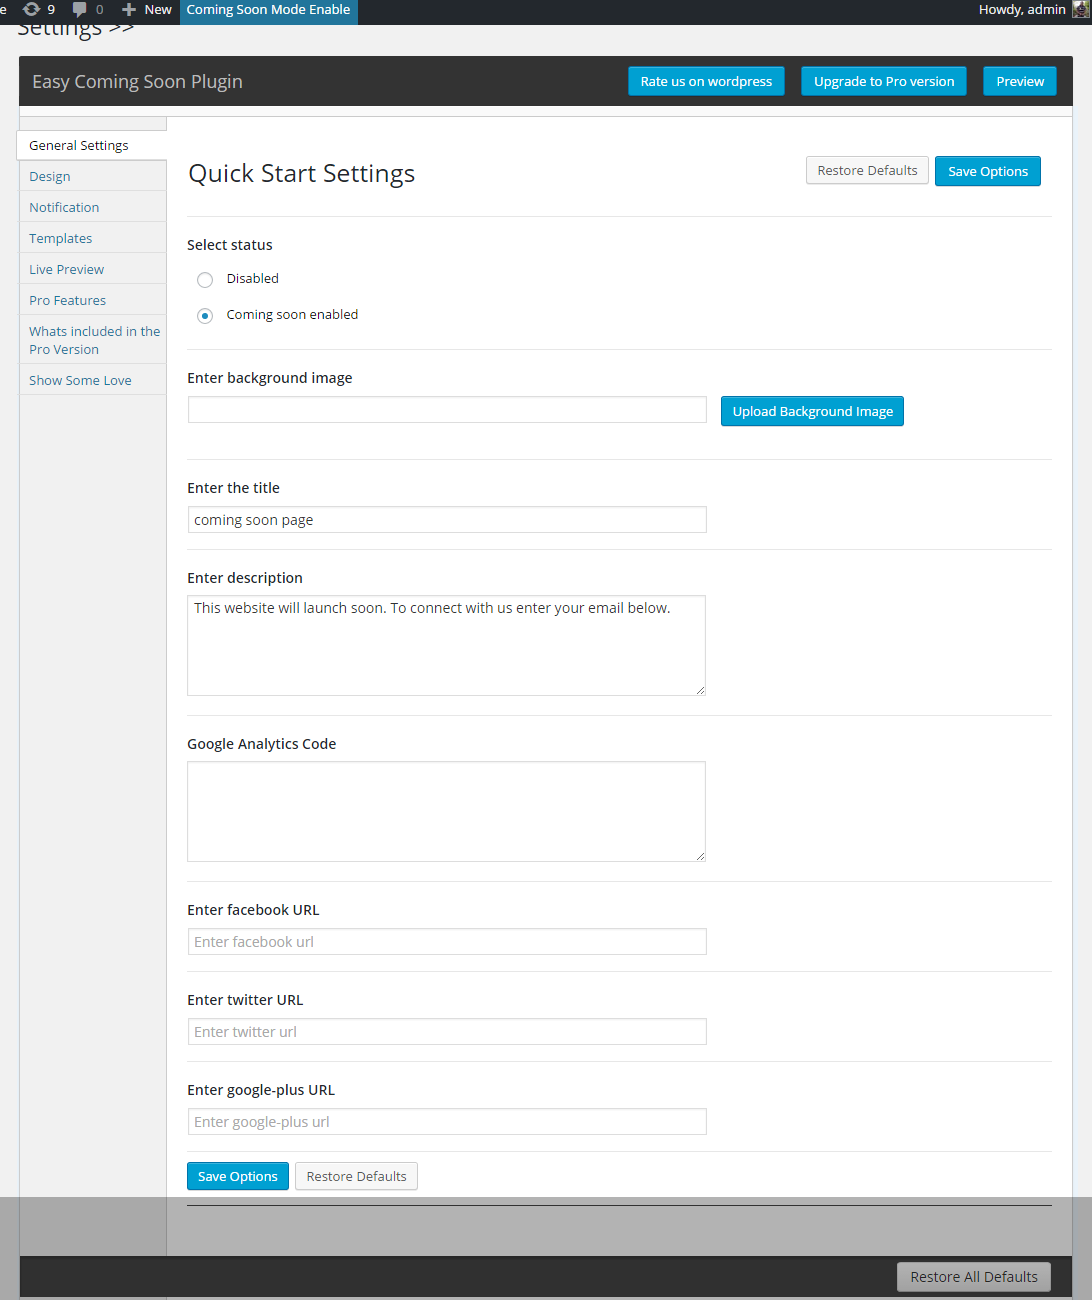 e 9 0 New Coming Soon Mode Enable Howdy, admin
Settings >>
Easy Coming Soon Plugin Rate us on wordpress Upgrade to Pro version Preview
General Settings
Design
Notification
Templates
Live Preview
Pro Features
Whats included in the
Pro Version
Show Some Love
Quick Start Settings Restore Defaults Save Options
Select status
Disabled
Coming soon enabled
Enter background image
Upload Background Image
Enter the title
coming soon page
Enter description
This website will launch soon. To connect with us enter your email below.
Google Analytics Code
Enter facebook URL
Enter facebook url
Enter twitter URL
Enter twitter url
Enter google-plus URL
Enter google-plus url
Save Options Restore Defaults
Restore All Defaults